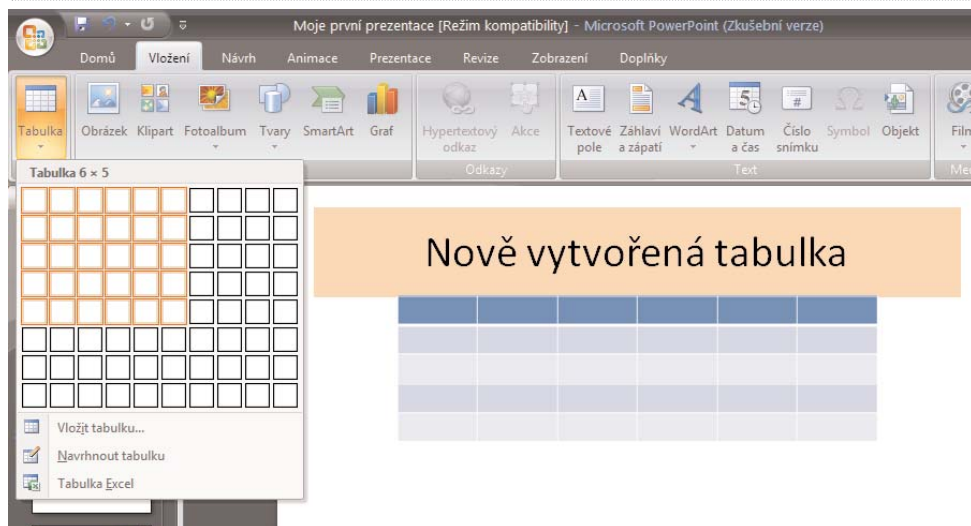 Moje první prezentace [Režim kompatibility] - Microsoft PowerPoint (Zkušební verze)
Domů Vložení Návrh Animace Prezentace Revize Zobrazení Doplňky
Tabulka Obrázek Klipart Fotoalbum Tvary SmartArt Graf Hypertextový odkaz Akce Textové pole Záhlaví a zápatí WordArt Datum a čas Číslo snímku Symbol Objekt
Odkazy Text
Tabulka 6 × 5
Nově vytvořená tabulka
Vložit tabulku...
Navrhnout tabulku
Tabulka Excel